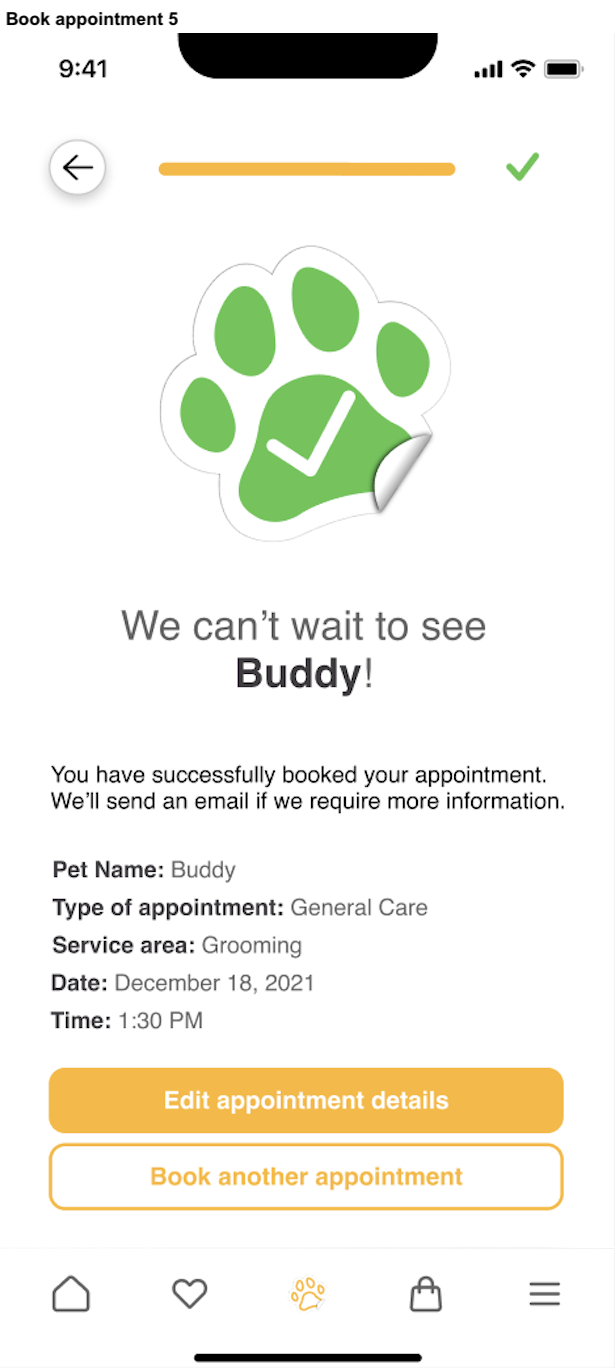 Book appointment 5
9:41
We can’t wait to see
Buddy!
You have successfully booked your appointment.
We’ll send an email if we require more information.
Pet Name: Buddy
Type of appointment: General Care
Service area: Grooming
Date: December 18, 2021
Time: 1:30 PM
Edit appointment details
Book another appointment